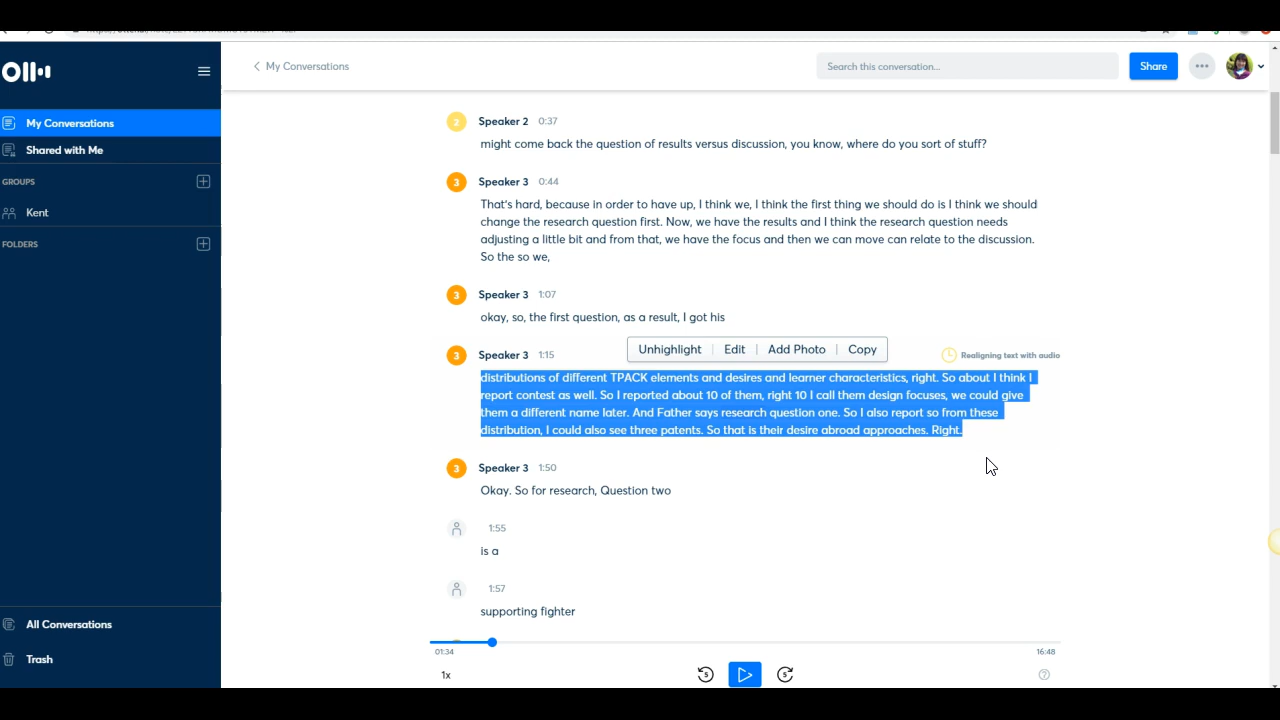 My Conversations
Search this conversation...
Share
My Conversations
Shared with Me
GROUPS
Kent
FOLDERS
All Conversations
Trash
2 Speaker 2 0:37
might come back the question of results versus discussion, you know, where do you sort of stuff?
3 Speaker 3 0:44
That's hard, because in order to have up, I think we, I think the first thing we should do is I think we should
change the research question first. Now, we have the results and I think the research question needs
adjusting a little bit and from that, we have the focus and then we can move can relate to the discussion.
So the so we,
3 Speaker 3 1:07
okay, so, the first question, as a result, I got his
Unhighlight Edit Add Photo Copy
3 Speaker 3 1:15 Realigning text with audio
distributions of different TPACK elements and desires and learner characteristics, right. So about I think I
report contest as well. So I reported about 10 of them, right 10 I call them design focuses, we could give
them a different name later. And Father says research question one. So I also report so from these
distribution, I could also see three patents. So that is their desire abroad approaches. Right.
3 Speaker 3 1:50
Okay. So for research, Question two
1:55
is a
1:57
supporting fighter
01:34 16:48
1x 5 5 ?